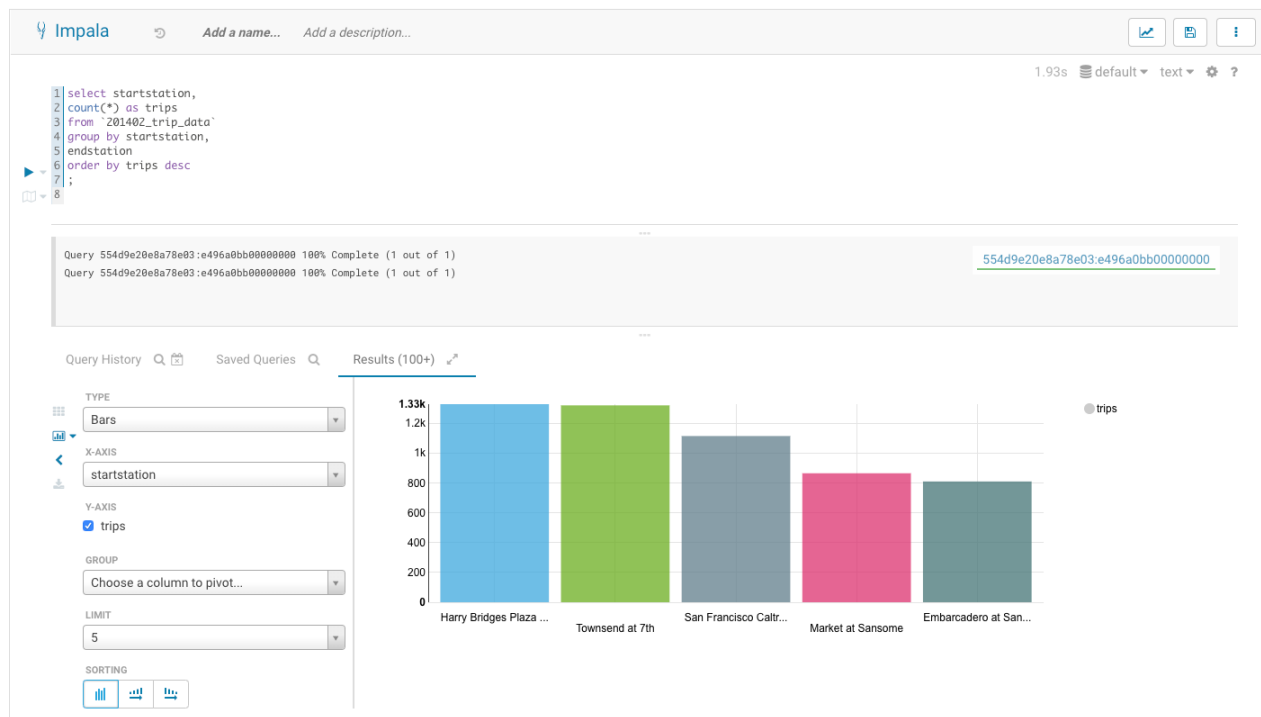 Impala Add a name... Add a description...
1.93s default text ?
1 select startstation,
2 count(*) as trips
3 from `201402_trip_data`
4 group by startstation,
5 endstation
6 order by trips desc
7 ;
8
Query 554d9e20e8a78e03:e496a0bb00000000 100% Complete (1 out of 1)
Query 554d9e20e8a78e03:e496a0bb00000000 100% Complete (1 out of 1)
554d9e20e8a78e03:e496a0bb00000000
Query History Saved Queries Results (100+)
TYPE
Bars
X-AXIS
startstation
Y-AXIS
trips
GROUP
Choose a column to pivot...
LIMIT
5
SORTING
1.33k
1.2k
1k
800
600
400
200
0
Harry Bridges Plaza ...
Townsend at 7th
San Francisco Caltr...
Market at Sansome
Embarcadero at San...
trips